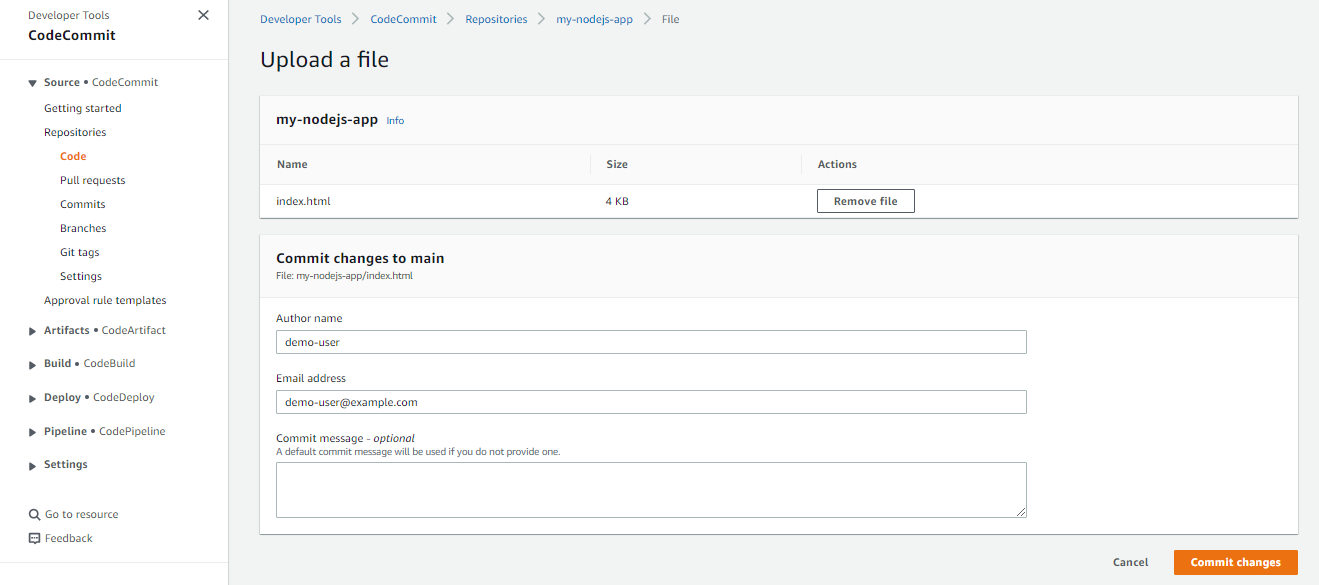 Developer Tools
CodeCommit
Source • CodeCommit
Getting started
Repositories
Code
Pull requests
Commits
Branches
Git tags
Settings
Approval rule templates
Artifacts • CodeArtifact
Build • CodeBuild
Deploy • CodeDeploy
Pipeline • CodePipeline
Settings
Go to resource
Feedback
Developer Tools > CodeCommit > Repositories > my-nodejs-app > File
Upload a file
my-nodejs-app Info
Name Size Actions
index.html 4 KB Remove file
Commit changes to main
File: my-nodejs-app/index.html
Author name
demo-user
Email address
demo-user@example.com
Commit message - optional
A default commit message will be used if you do not provide one.
Cancel Commit changes